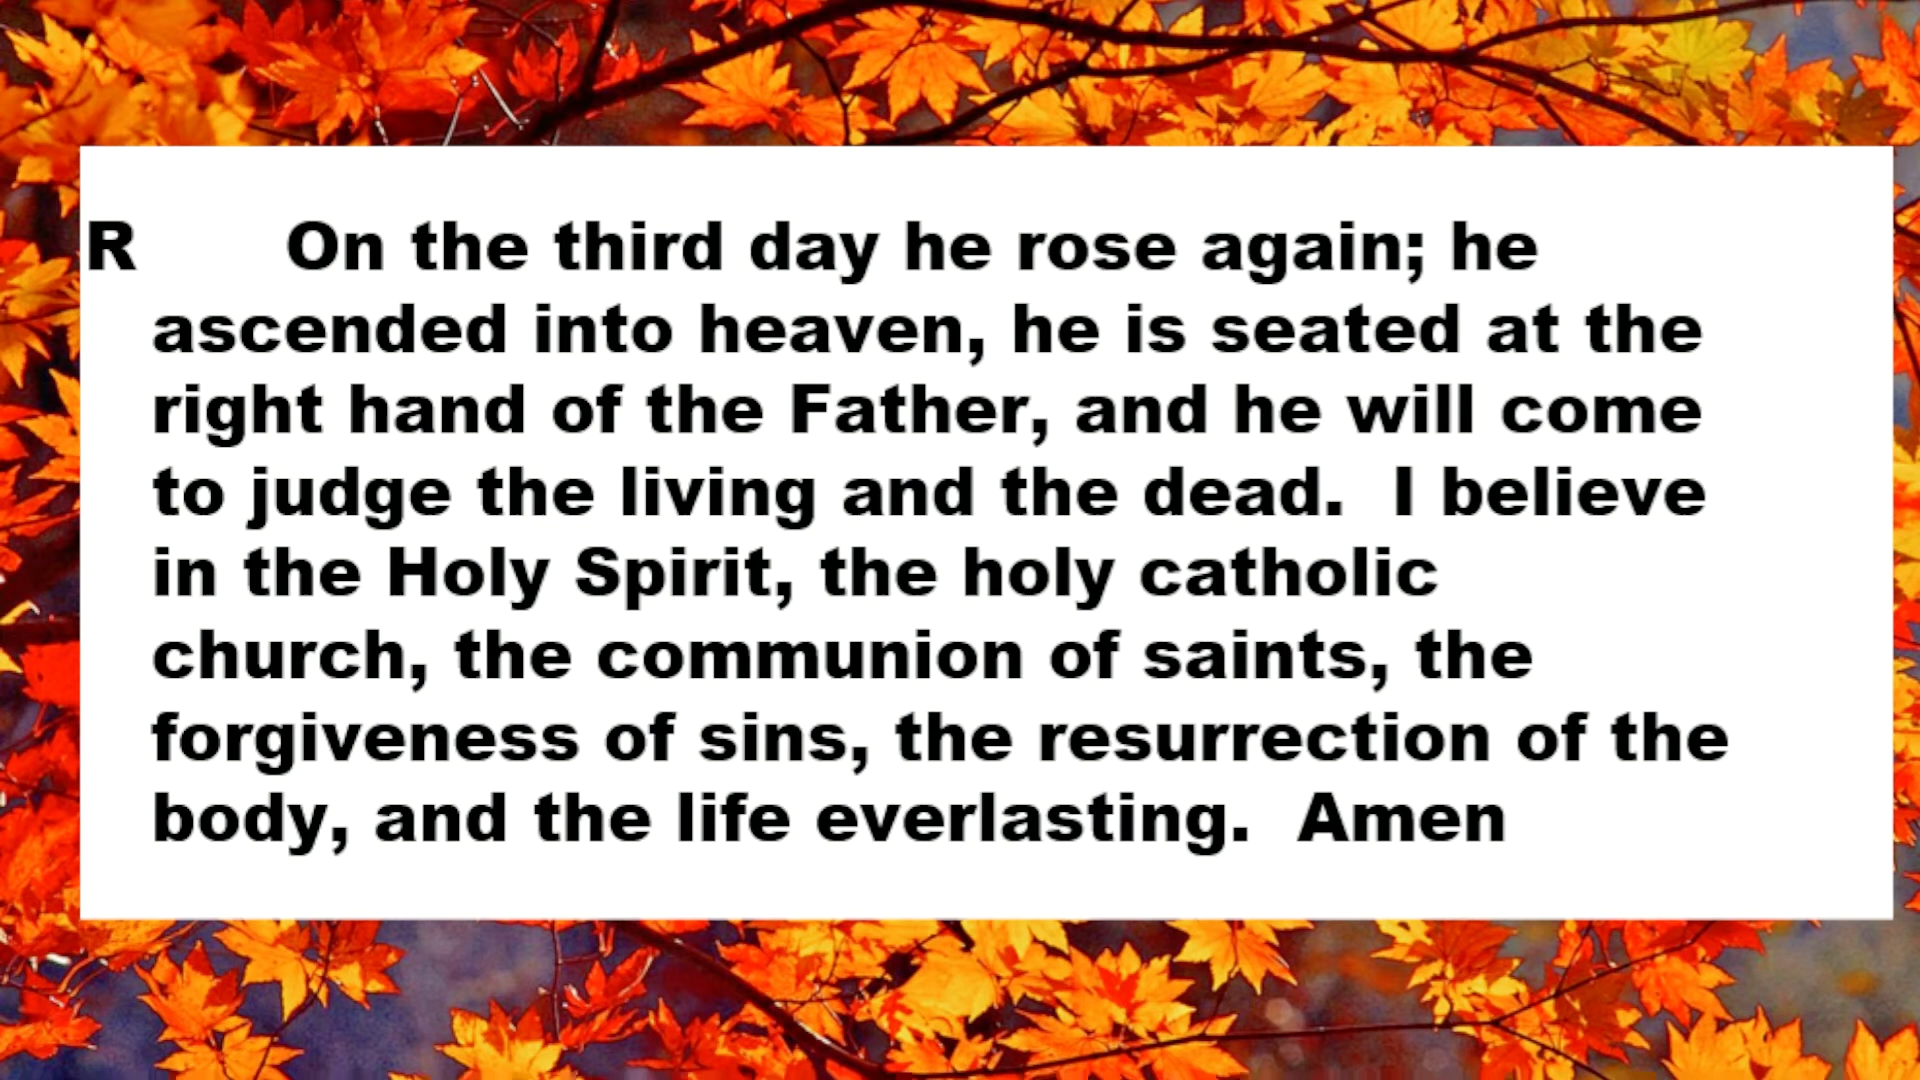 R On the third day he rose again; he
ascended into heaven, he is seated at the
right hand of the Father, and he will come
to judge the living and the dead.  I believe
in the Holy Spirit, the holy catholic
church, the communion of saints, the
forgiveness of sins, the resurrection of the
body, and the life everlasting.  Amen